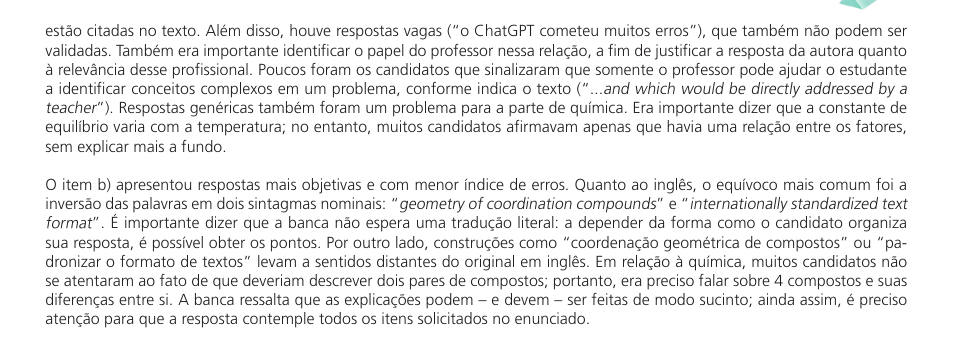 estão citadas no texto. Além disso, houve respostas vagas (“o ChatGPT cometeu muitos erros”), que também não podem ser
validadas. Também era importante identificar o papel do professor nessa relação, a fim de justificar a resposta da autora quanto
à relevância desse profissional. Poucos foram os candidatos que sinalizaram que somente o professor pode ajudar o estudante
a identificar conceitos complexos em um problema, conforme indica o texto (“...and which would be directly addressed by a
teacher”). Respostas genéricas também foram um problema para a parte de química. Era importante dizer que a constante de
equilíbrio varia com a temperatura; no entanto, muitos candidatos afirmavam apenas que havia uma relação entre os fatores,
sem explicar mais a fundo.
O item b) apresentou respostas mais objetivas e com menor índice de erros. Quanto ao inglês, o equívoco mais comum foi a
inversão das palavras em dois sintagmas nominais: “geometry of coordination compounds” e “internationally standardized text
format”. É importante dizer que a banca não espera uma tradução literal: a depender da forma como o candidato organiza
sua resposta, é possível obter os pontos. Por outro lado, construções como “coordenação geométrica de compostos” ou “pa-
dronizar o formato de textos” levam a sentidos distantes do original em inglês. Em relação à química, muitos candidatos não
se atentaram ao fato de que deveriam descrever dois pares de compostos; portanto, era preciso falar sobre 4 compostos e suas
diferenças entre si. A banca ressalta que as explicações podem – e devem – ser feitas de modo sucinto; ainda assim, é preciso
atenção para que a resposta contemple todos os itens solicitados no enunciado.